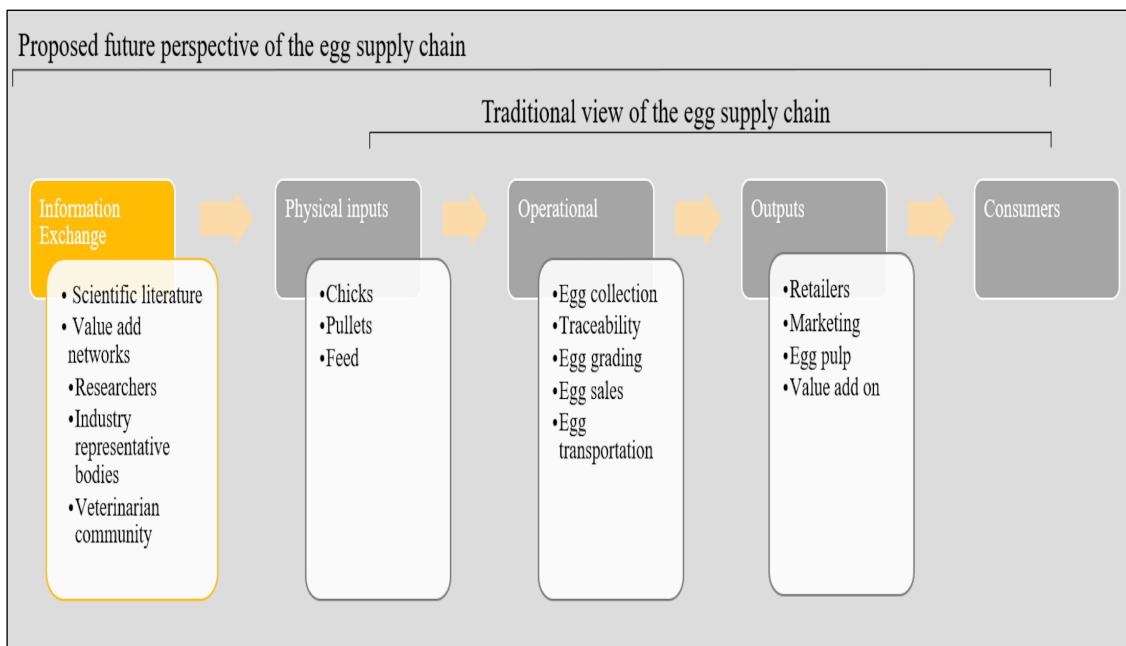 Proposed future perspective of the egg supply chain
Traditional view of the egg supply chain
Information
Exchange
• Scientific literature
• Value add
networks
•Researchers
•Industry
representative
bodies
•Veterinarian
community
Physical inputs
•Chicks
•Pullets
•Feed
Operational
•Egg collection
•Traceability
•Egg grading
•Egg sales
•Egg
transportation
Outputs
•Retailers
•Marketing
•Egg pulp
•Value add on
Consumers